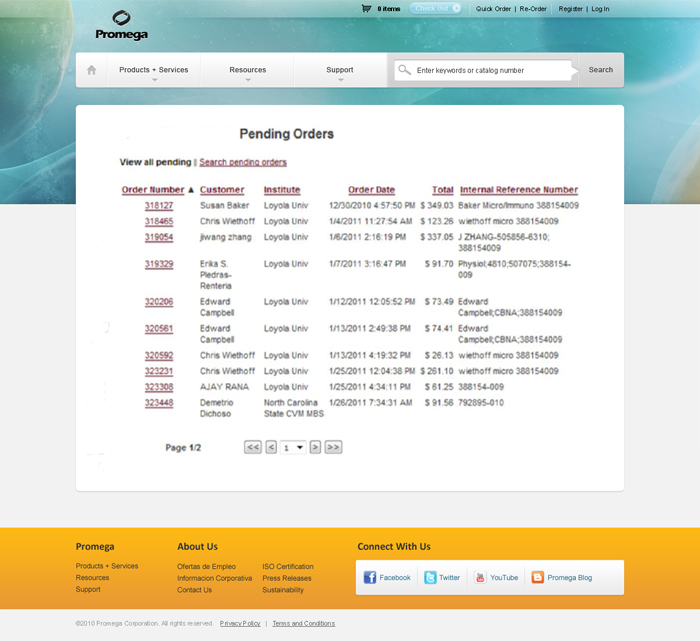 0 items Check out Quick Order | Re-Order Register | Log In
Promega
Products + Services Resources Support Enter keywords or catalog number Search
Pending Orders
View all pending | Search pending orders
Order Number ▲ Customer Institute Order Date Total Internal Reference Number
318127 Susan Baker Loyola Univ 12/30/2010 4:57:50 PM $ 349.03 Baker Micro/Immuno 388154009
318465 Chris Wiethoff Loyola Univ 1/4/2011 11:27:54 AM $ 123.26 wiethoff micro 388154009
319054 jiwang zhang Loyola Univ 1/6/2011 2:16:19 PM $ 337.05 J ZHANG-505856-6310;
388154009
319329 Erika S. Loyola Univ 1/7/2011 3:16:47 PM $ 91.70 Physiol;4810;507075;388154-
Piedras- 009
Renteria
320206 Edward Loyola Univ 1/12/2011 12:05:52 PM $ 73.49 Edward
Campbell Campbell;CBNA;388154009
320561 Edward Loyola Univ 1/13/2011 2:49:38 PM $ 74.41 Edward
Campbell Campbell;CBNA;388154009
320592 Chris Wiethoff Loyola Univ 1/13/2011 4:19:32 PM $ 26.13 wiethoff micro 388154009
323231 Chris Wiethoff Loyola Univ 1/25/2011 12:04:38 PM $ 261.10 wiethoff micro 388154009
323308 AJAY RANA Loyola Univ 1/25/2011 4:34:11 PM $ 61.25 388154-009
323448 Demetrio North Carolina 1/26/2011 7:34:31 AM $ 91.56 792895-010
Dichoso State CVM MBS
Page 1/2 << < 1 > >>
Promega About Us Connect With Us
Products + Services Ofertas de Empleo ISO Certification
Resources Informacion Corporativa Press Releases Facebook Twitter YouTube Promega Blog
Support Contact Us Sustainability
©2010 Promega Corporation. All rights reserved. Privacy Policy | Terms and Conditions